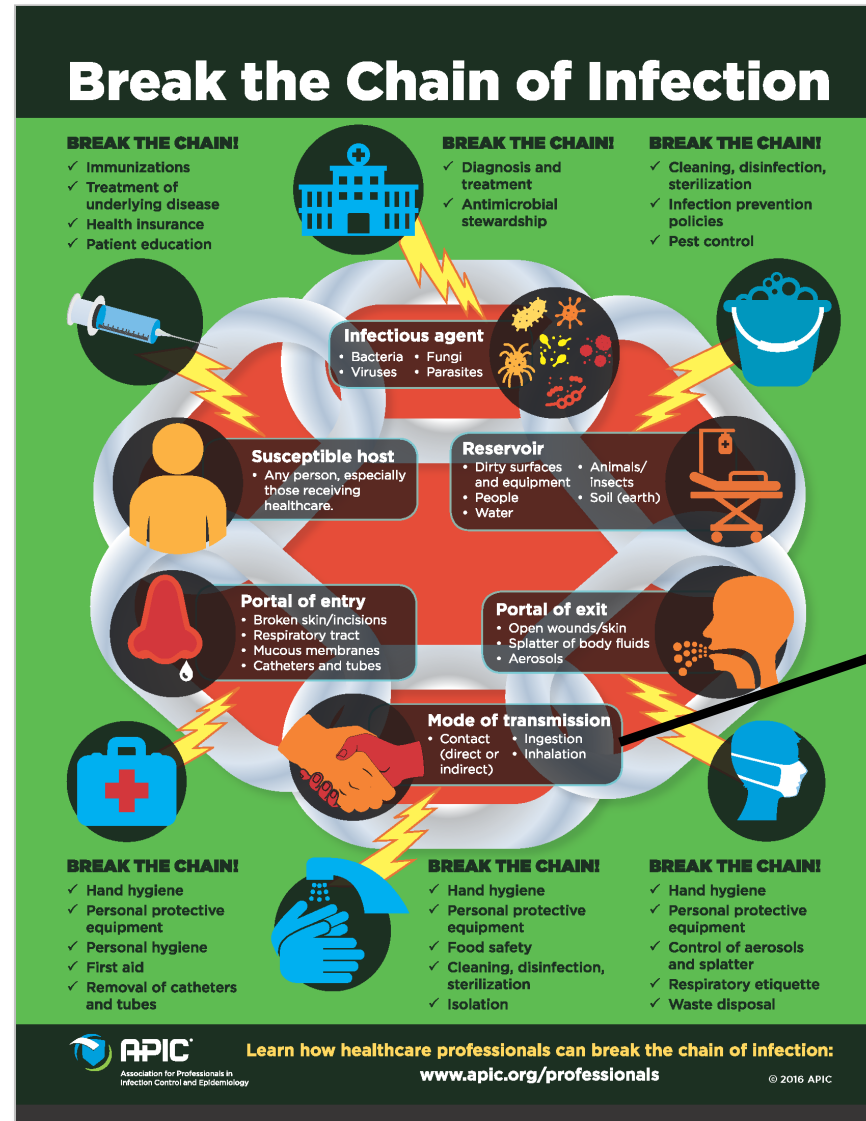 Break the Chain of Infection
BREAK THE CHAIN!
✓ Immunizations
✓ Treatment of
underlying disease
✓ Health insurance
✓ Patient education
BREAK THE CHAIN!
✓ Diagnosis and
treatment
✓ Antimicrobial
stewardship
BREAK THE CHAIN!
✓ Cleaning, disinfection,
sterilization
✓ Infection prevention
policies
✓ Pest control
Infectious agent
• Bacteria • Fungi
• Viruses • Parasites
Susceptible host
• Any person, especially
those receiving
healthcare.
Reservoir
• Dirty surfaces
and equipment
• People
• Water
• Animals/
insects
• Soil (earth)
Portal of entry
• Broken skin/incisions
• Respiratory tract
• Mucous membranes
• Catheters and tubes
Portal of exit
• Open wounds/skin
• Splatter of body fluids
• Aerosols
Mode of transmission
• Contact
(direct or
indirect)
• Ingestion
• Inhalation
BREAK THE CHAIN!
✓ Hand hygiene
✓ Personal protective
equipment
✓ Personal hygiene
✓ First aid
✓ Removal of catheters
and tubes
BREAK THE CHAIN!
✓ Hand hygiene
✓ Personal protective
equipment
✓ Food safety
✓ Cleaning, disinfection,
sterilization
✓ Isolation
BREAK THE CHAIN!
✓ Hand hygiene
✓ Personal protective
equipment
✓ Control of aerosols
and splatter
✓ Respiratory etiquette
✓ Waste disposal
APIC
Association for Professionals in
Infection Control and Epidemiology
Learn how healthcare professionals can break the chain of infection:
www.apic.org/professionals
© 2016 APIC